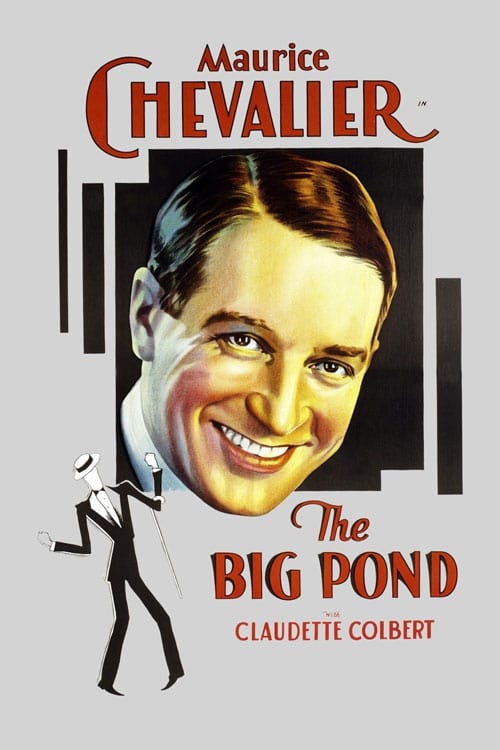 Maurice
CHEVALIER
IN
The
BIG POND
WITH
CLAUDETTE COLBERT